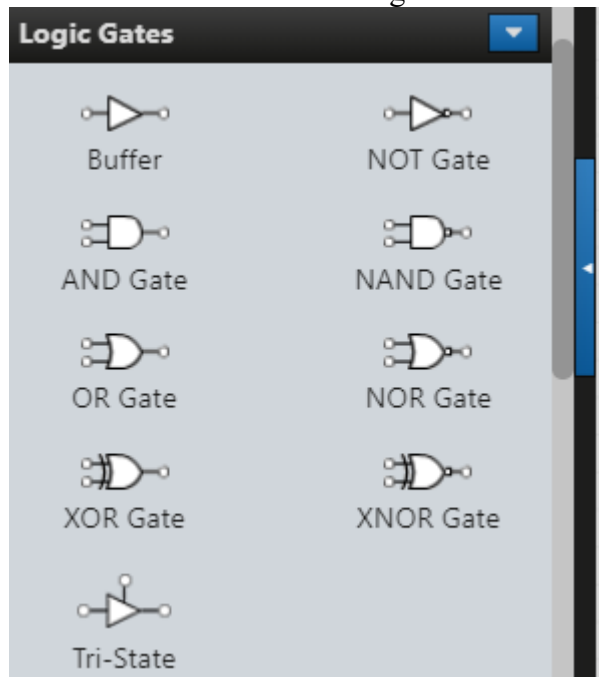 Logic Gates
Buffer
NOT Gate
AND Gate
NAND Gate
OR Gate
NOR Gate
XOR Gate
XNOR Gate
Tri-State